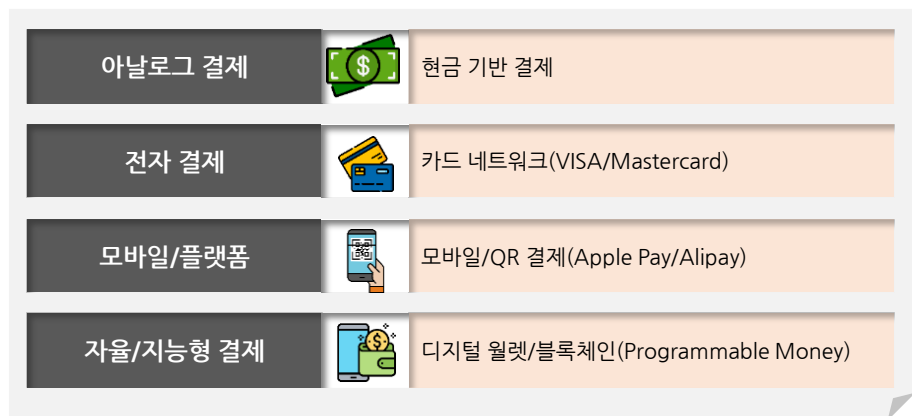 아날로그 결제
현금 기반 결제
전자 결제
카드 네트워크(VISA/Mastercard)
모바일/플랫폼
모바일/QR 결제(Apple Pay/Alipay)
자율/지능형 결제
디지털 월렛/블록체인(Programmable Money)